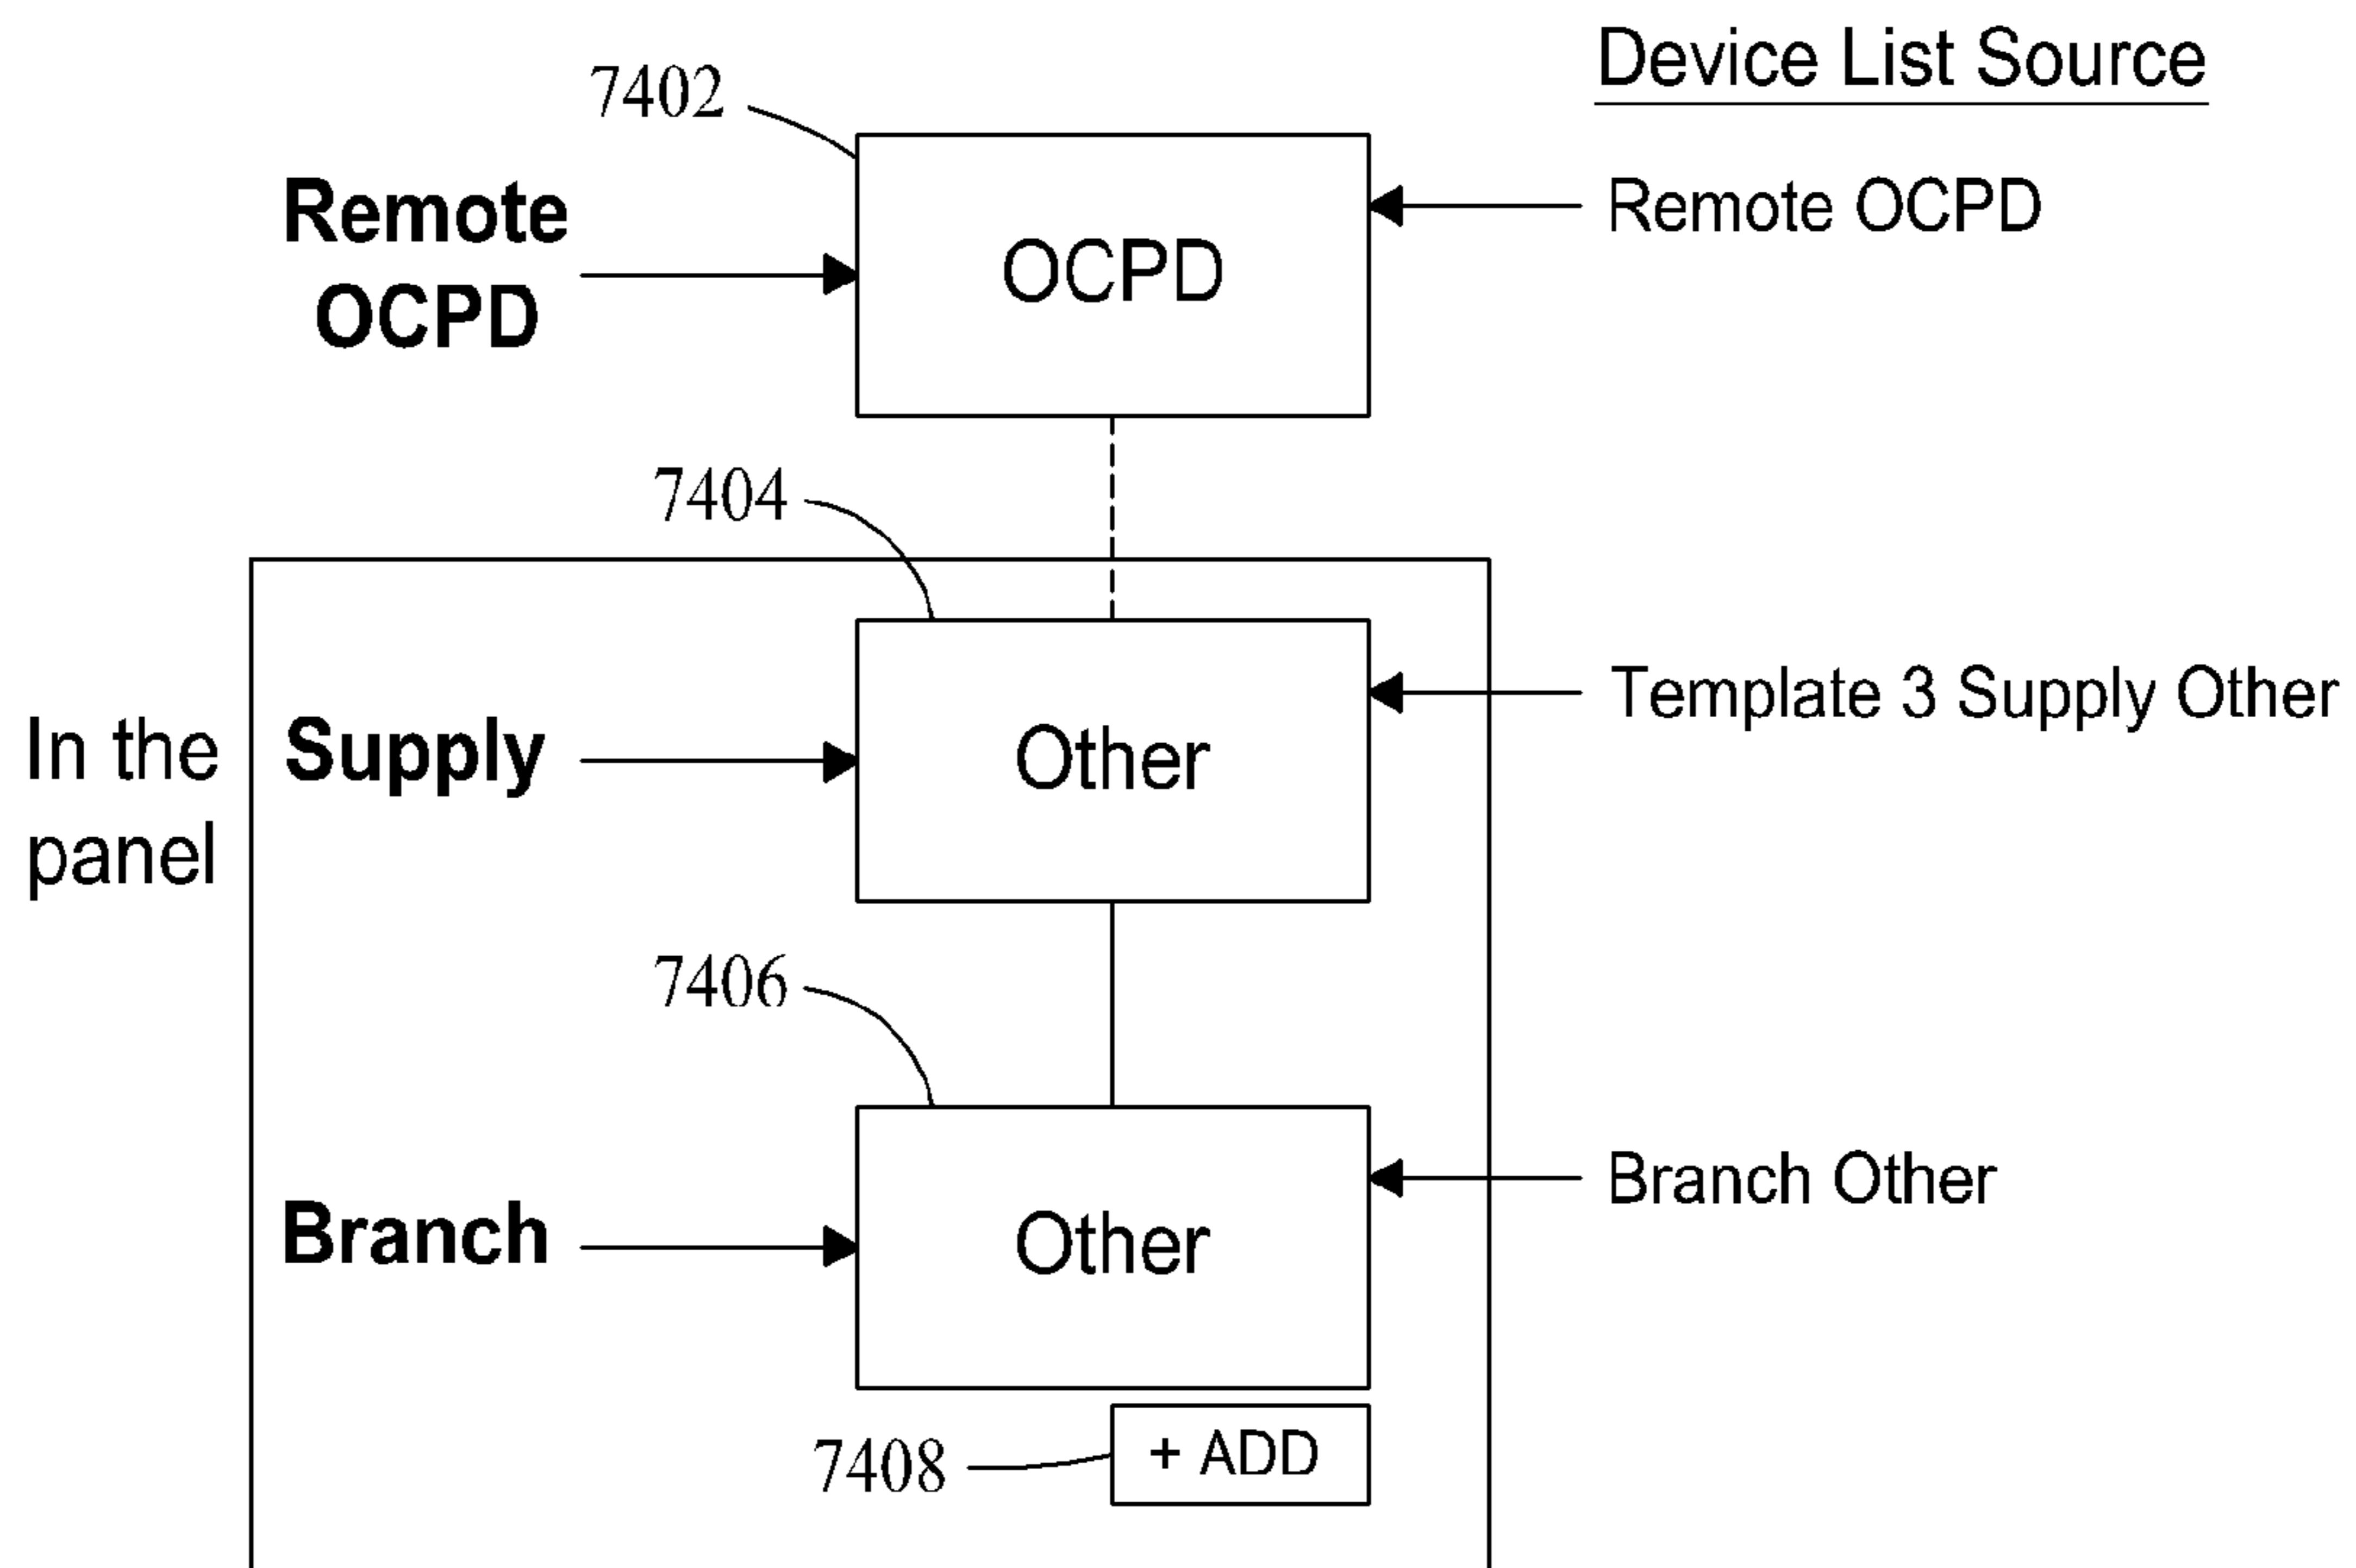 Device List Source
7402
Remote
OCPD
OCPD
Remote OCPD
7404
In the
panel
Supply
Other
Template 3 Supply Other
7406
Branch
Other
Branch Other
7408
+ ADD